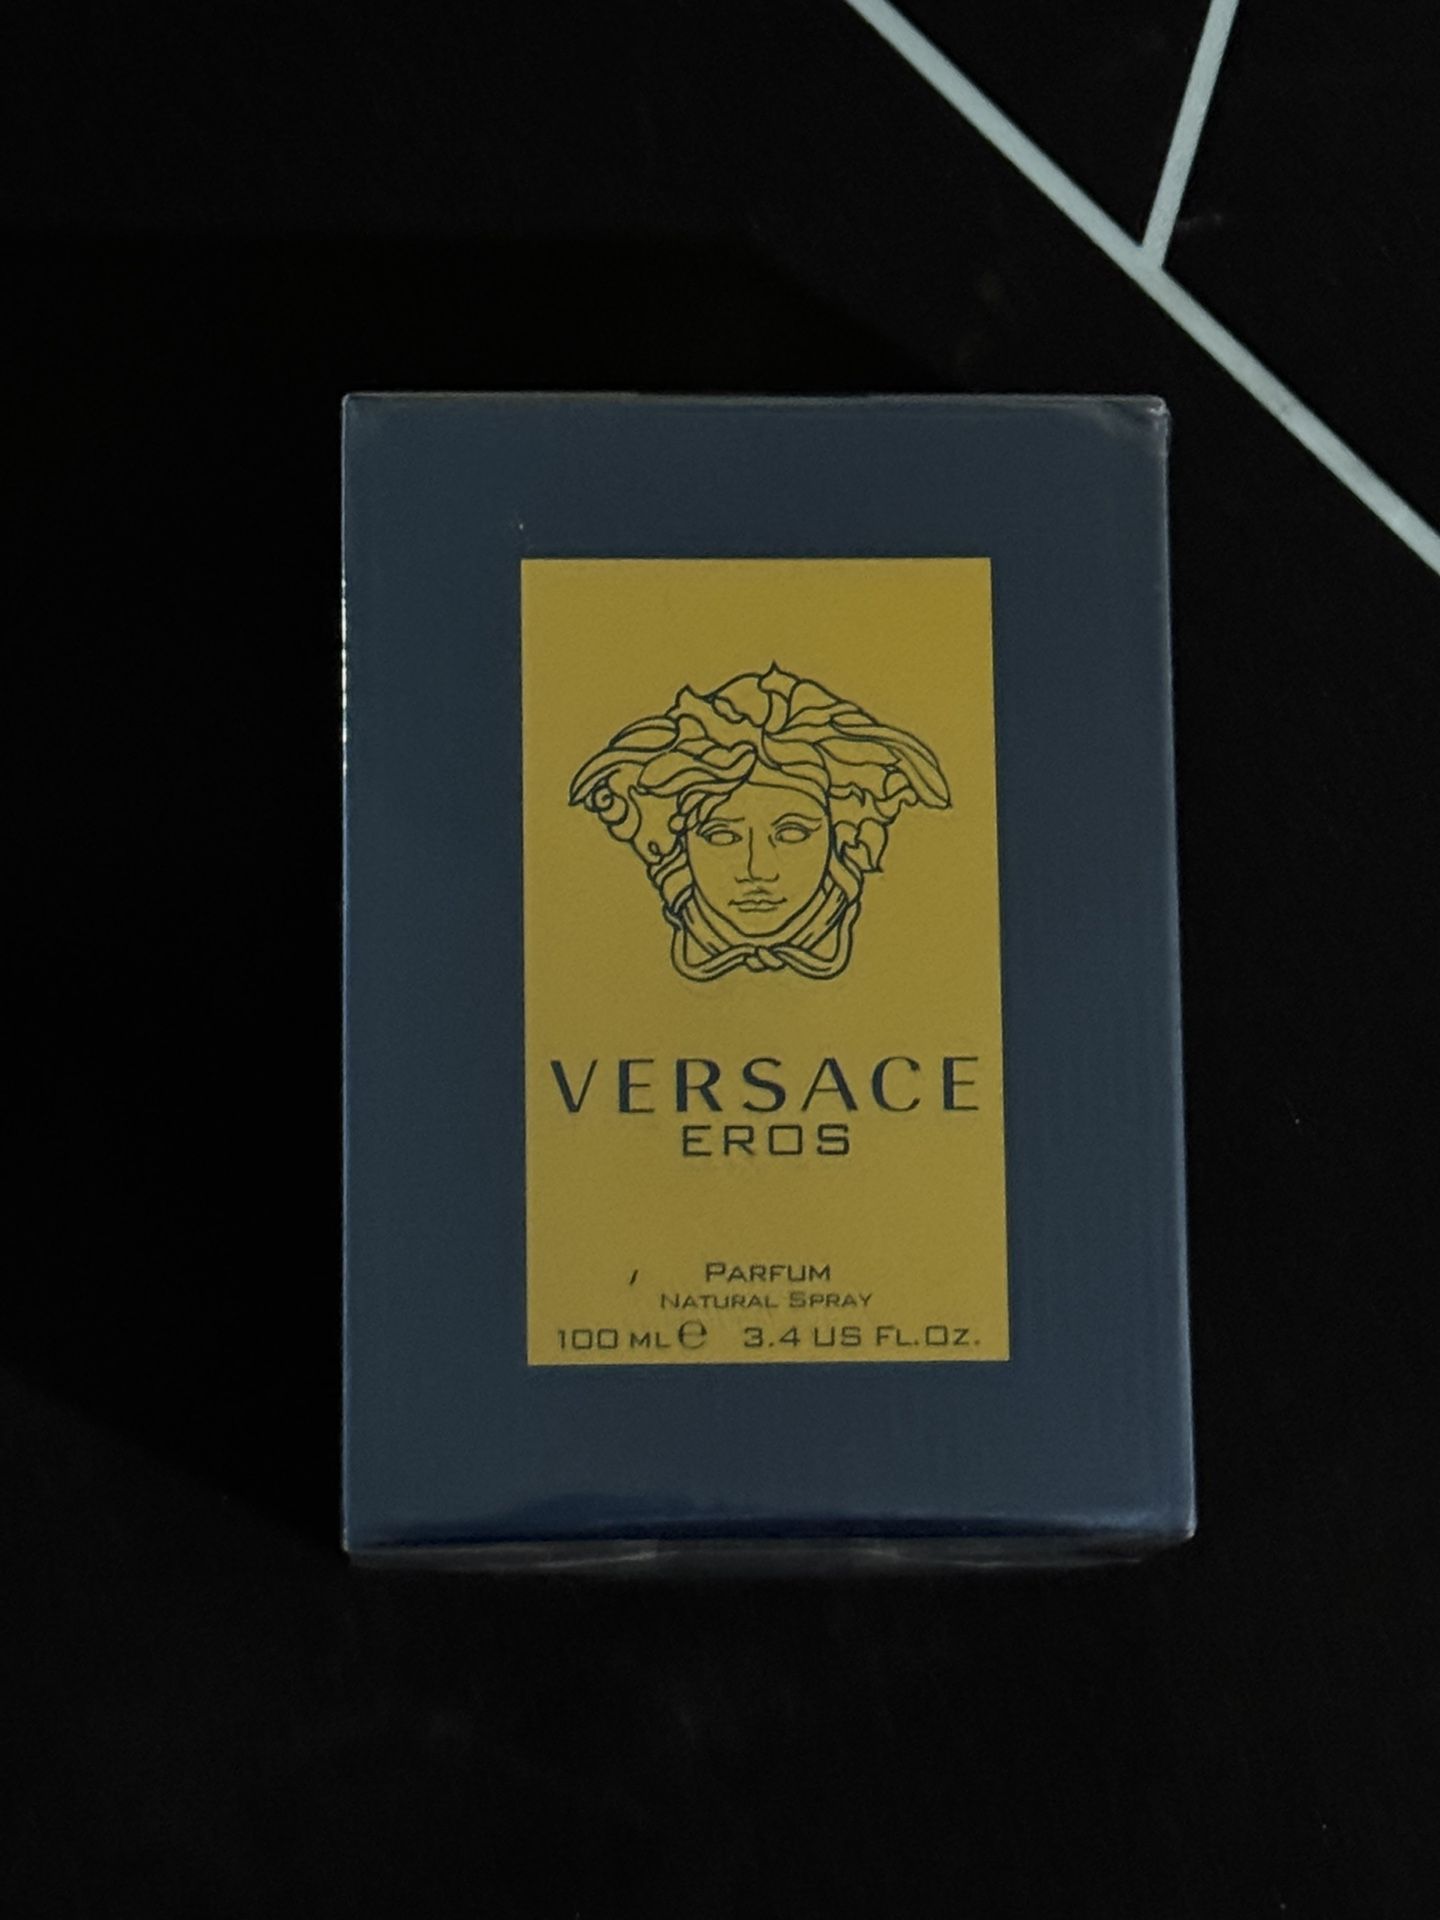 VERSACE
EROS
PARFUM
NATURAL SPRAY
100 ML ℮ 3.4 US FL.OZ.